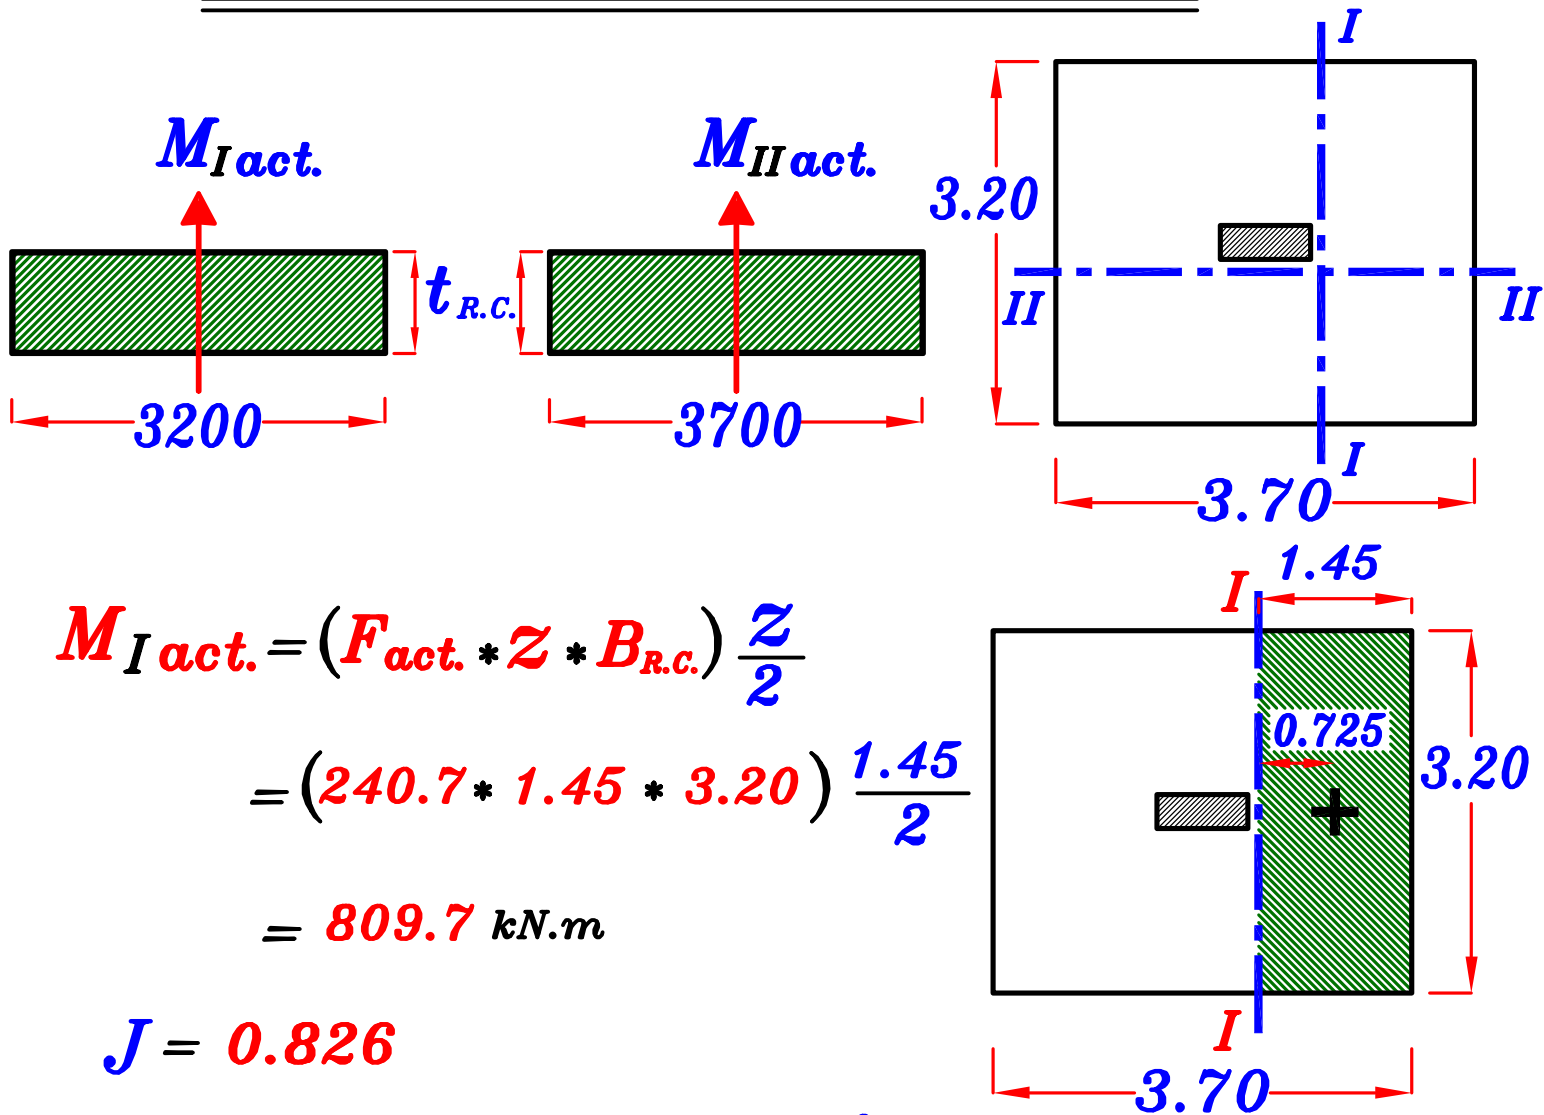 I
M I act.
M II act.
3.20
t R.C.
II
II
3200
3700
I
3.70
1.45
I
M I act. = (F act. * Z * B R.C.) Z/2
0.725
= (240.7 * 1.45 * 3.20) 1.45/2
3.20
= 809.7 kN.m
J = 0.826
I
3.70